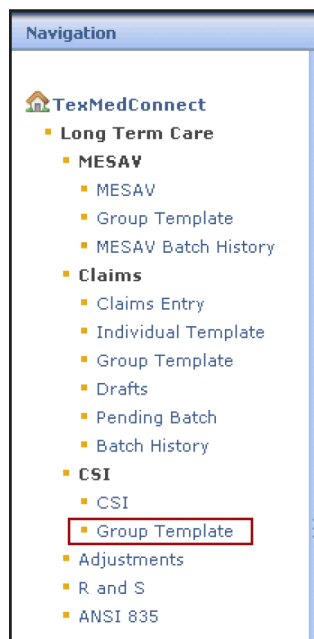 Navigation
TexMedConnect
Long Term Care
MESAV
MESAV
Group Template
MESAV Batch History
Claims
Claims Entry
Individual Template
Group Template
Drafts
Pending Batch
Batch History
CSI
CSI
Group Template
Adjustments
R and S
ANSI 835